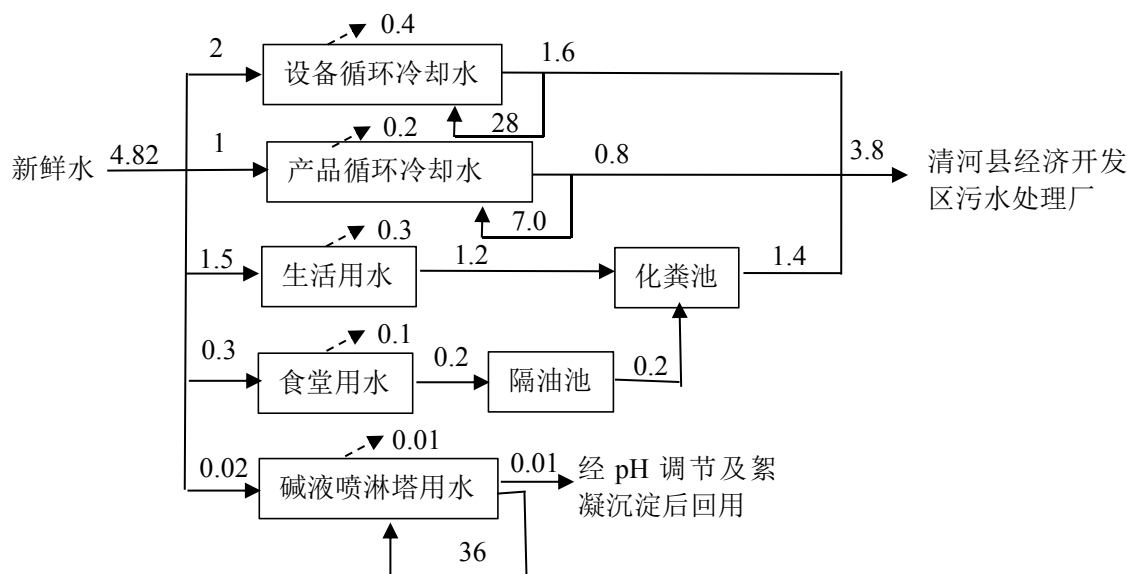 0.4
2
1.6
设备循环冷却水
28
0.2
4.82
1
0.8
3.8
新鲜水
产品循环冷却水
清河县经济开发
区污水处理厂
7.0
0.3
1.5
1.2
1.4
生活用水
化粪池
0.1
0.3
0.2
0.2
食堂用水
隔油池
0.01
0.02
0.01
碱液喷淋塔用水
经 pH 调节及絮
凝沉淀后回用
36